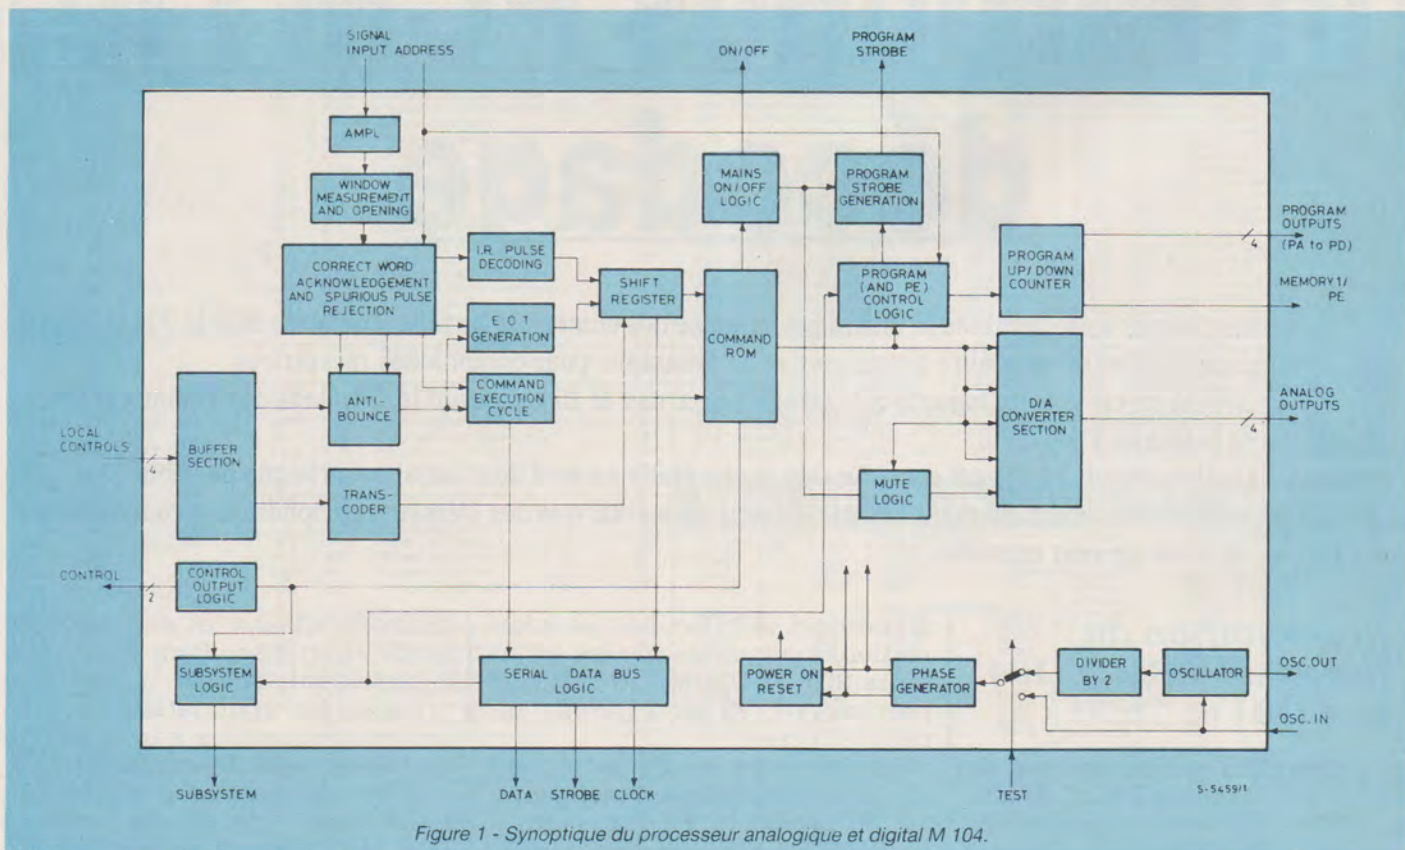 SIGNAL
INPUT ADDRESS
ON/OFF
PROGRAM
STROBE
AMPL
WINDOW
MEASUREMENT
AND OPENING
MAINS
ON/OFF
LOGIC
PROGRAM
STROBE
GENERATION
PROGRAM
OUTPUTS
(PA to PD)
4
CORRECT WORD
ACKNOWLEDGEMENT
AND SPURIOUS PULSE
REJECTION
I.R. PULSE
DECODING
SHIFT
REGISTER
PROGRAM
(AND PE)
CONTROL
LOGIC
PROGRAM
UP/DOWN
COUNTER
MEMORY 1/
PE
E O T
GENERATION
COMMAND
ROM
COMMAND
EXECUTION
CYCLE
ANTI-
BOUNCE
D/A
CONVERTER
SECTION
ANALOG
OUTPUTS
4
LOCAL
CONTROLS
4
BUFFER
SECTION
TRANS-
CODER
MUTE
LOGIC
CONTROL
2
CONTROL
OUTPUT
LOGIC
SUBSYSTEM
LOGIC
SERIAL DATA BUS
LOGIC
POWER ON
RESET
PHASE
GENERATOR
DIVIDER
BY 2
OSCILLATOR
OSC.OUT
OSC.IN
SUBSYSTEM
DATA STROBE CLOCK
TEST
S-5459/1
Figure 1 - Synoptique du processeur analogique et digital M 104.